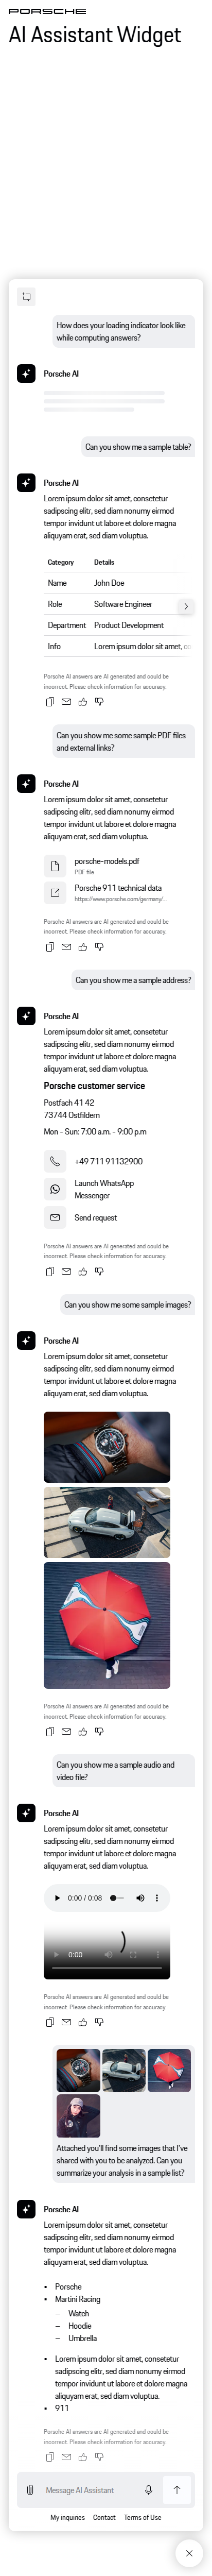 PORSCHE
AI Assistant Widget
How does your loading indicator look like
while computing answers?
Porsche AI
Can you show me a sample table?
Porsche AI
Lorem ipsum dolor sit amet, consetetur
sadipscing elitr, sed diam nonumy eirmod
tempor invidunt ut labore et dolore magna
aliquyam erat, sed diam voluptua.
Category Details
Name John Doe
Role Software Engineer
Department Product Development
Info Lorem ipsum dolor sit amet, co
Porsche AI answers are AI generated and could be
incorrect. Please check information for accuracy.
Can you show me some sample PDF files
and external links?
Porsche AI
Lorem ipsum dolor sit amet, consetetur
sadipscing elitr, sed diam nonumy eirmod
tempor invidunt ut labore et dolore magna
aliquyam erat, sed diam voluptua.
porsche-models.pdf
PDF file
Porsche 911 technical data
https://www.porsche.com/germany/...
Porsche AI answers are AI generated and could be
incorrect. Please check information for accuracy.
Can you show me a sample address?
Porsche AI
Lorem ipsum dolor sit amet, consetetur
sadipscing elitr, sed diam nonumy eirmod
tempor invidunt ut labore et dolore magna
aliquyam erat, sed diam voluptua.
Porsche customer service
Postfach 41 42
73744 Ostfildern
Mon - Sun: 7:00 a.m. - 9:00 p.m
+49 711 91132900
Launch WhatsApp
Messenger
Send request
Porsche AI answers are AI generated and could be
incorrect. Please check information for accuracy.
Can you show me some sample images?
Porsche AI
Lorem ipsum dolor sit amet, consetetur
sadipscing elitr, sed diam nonumy eirmod
tempor invidunt ut labore et dolore magna
aliquyam erat, sed diam voluptua.
Porsche AI answers are AI generated and could be
incorrect. Please check information for accuracy.
Can you show me a sample audio and
video file?
Porsche AI
Lorem ipsum dolor sit amet, consetetur
sadipscing elitr, sed diam nonumy eirmod
tempor invidunt ut labore et dolore magna
aliquyam erat, sed diam voluptua.
0:00 / 0:08
0:00
Porsche AI answers are AI generated and could be
incorrect. Please check information for accuracy.
Attached you'll find some images that I've
shared with you to be analyzed. Can you
summarize your analysis in a sample list?
Porsche AI
Lorem ipsum dolor sit amet, consetetur
sadipscing elitr, sed diam nonumy eirmod
tempor invidunt ut labore et dolore magna
aliquyam erat, sed diam voluptua.
• Porsche
• Martini Racing
– Watch
– Hoodie
– Umbrella
• Lorem ipsum dolor sit amet, consetetur
sadipscing elitr, sed diam nonumy eirmod
tempor invidunt ut labore et dolore magna
aliquyam erat, sed diam voluptua.
• 911
Porsche AI answers are AI generated and could be
incorrect. Please check information for accuracy.
Message AI Assistant
My inquiries Contact Terms of Use